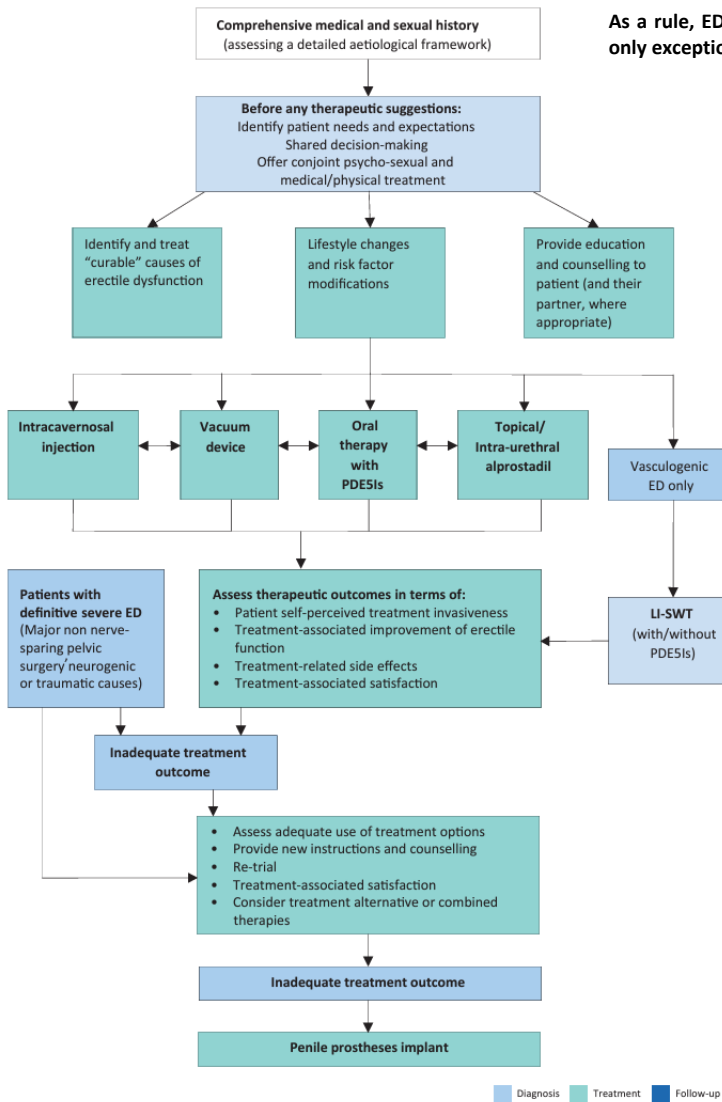 Comprehensive medical and sexual history
(assessing a detailed aetiological framework)
As a rule, ED
only exceptio
Before any therapeutic suggestions:
Identify patient needs and expectations
Shared decision-making
Offer conjoint psycho-sexual and
medical/physical treatment
Identify and treat
“curable” causes of
erectile dysfunction
Lifestyle changes
and risk factor
modifications
Provide education
and counselling to
patient (and their
partner, where
appropriate)
Intracavernosal
injection
Vacuum
device
Oral
therapy
with
PDE5Is
Topical/
Intra-urethral
alprostadil
Vasculogenic
ED only
Patients with
definitive severe ED
(Major non nerve-
sparing pelvic
surgery/neurogenic
or traumatic causes)
Assess therapeutic outcomes in terms of:
• Patient self-perceived treatment invasiveness
• Treatment-associated improvement of erectile
function
• Treatment-related side effects
• Treatment-associated satisfaction
LI-SWT
(with/without
PDE5Is)
Inadequate treatment
outcome
• Assess adequate use of treatment options
• Provide new instructions and counselling
• Re-trial
• Treatment-associated satisfaction
• Consider treatment alternative or combined
therapies
Inadequate treatment outcome
Penile prostheses implant
Diagnosis
Treatment
Follow-up